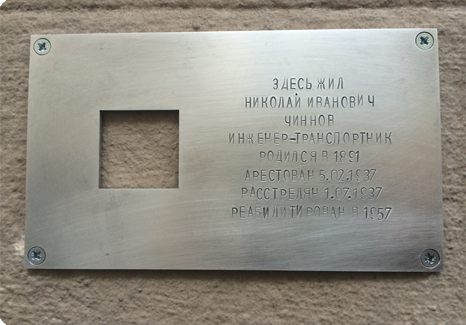 ЗДЕСЬ ЖИЛ
НИКОЛАЙ ИВАНОВИЧ
ЧИННОВ
ИНЖЕНЕР-ТРАНСПОРТНИК
РОДИЛСЯ В 1891
АРЕСТОВАН 5.02.1937
РАССТРЕЛЯН 1.07.1937
РЕАБИЛИТИРОВАН В 1957